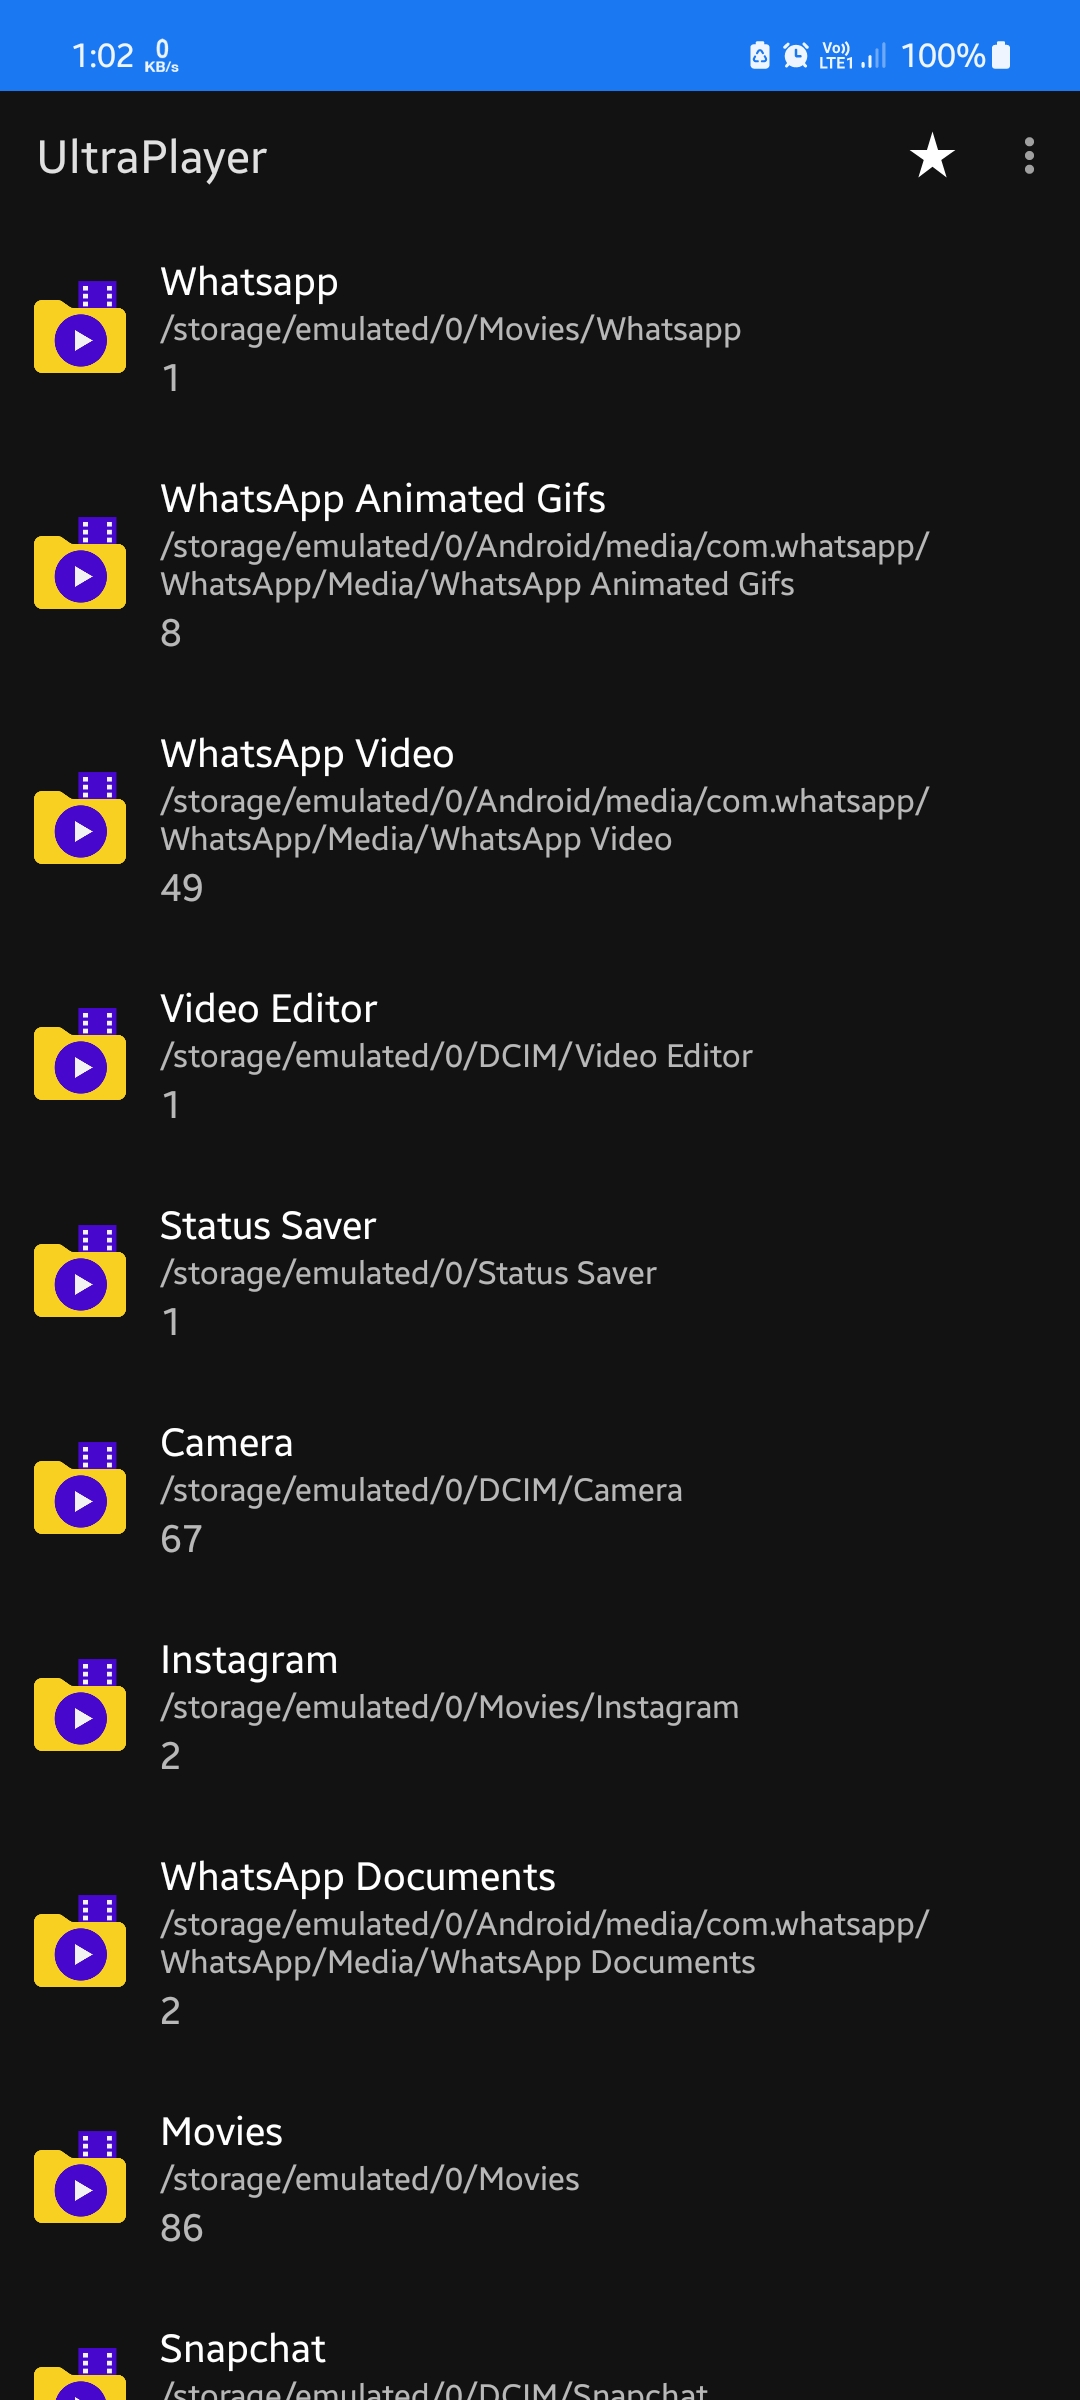 1:02 0 KB/s Vo)) LTE1 100%
UltraPlayer
Whatsapp
/storage/emulated/0/Movies/Whatsapp
1
WhatsApp Animated Gifs
/storage/emulated/0/Android/media/com.whatsapp/
WhatsApp/Media/WhatsApp Animated Gifs
8
WhatsApp Video
/storage/emulated/0/Android/media/com.whatsapp/
WhatsApp/Media/WhatsApp Video
49
Video Editor
/storage/emulated/0/DCIM/Video Editor
1
Status Saver
/storage/emulated/0/Status Saver
1
Camera
/storage/emulated/0/DCIM/Camera
67
Instagram
/storage/emulated/0/Movies/Instagram
2
WhatsApp Documents
/storage/emulated/0/Android/media/com.whatsapp/
WhatsApp/Media/WhatsApp Documents
2
Movies
/storage/emulated/0/Movies
86
Snapchat
/storage/emulated/0/DCIM/Snapchat